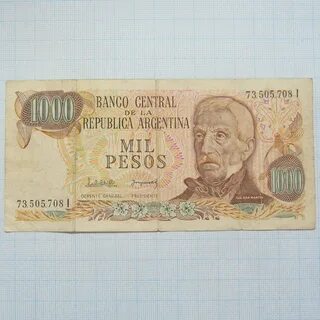 1000
BANCO CENTRAL
DE LA
REPUBLICA ARGENTINA
73.505.708 I
MIL
PESOS
73.505.708 I
GERENTE GENERAL
PRESIDENTE
1000